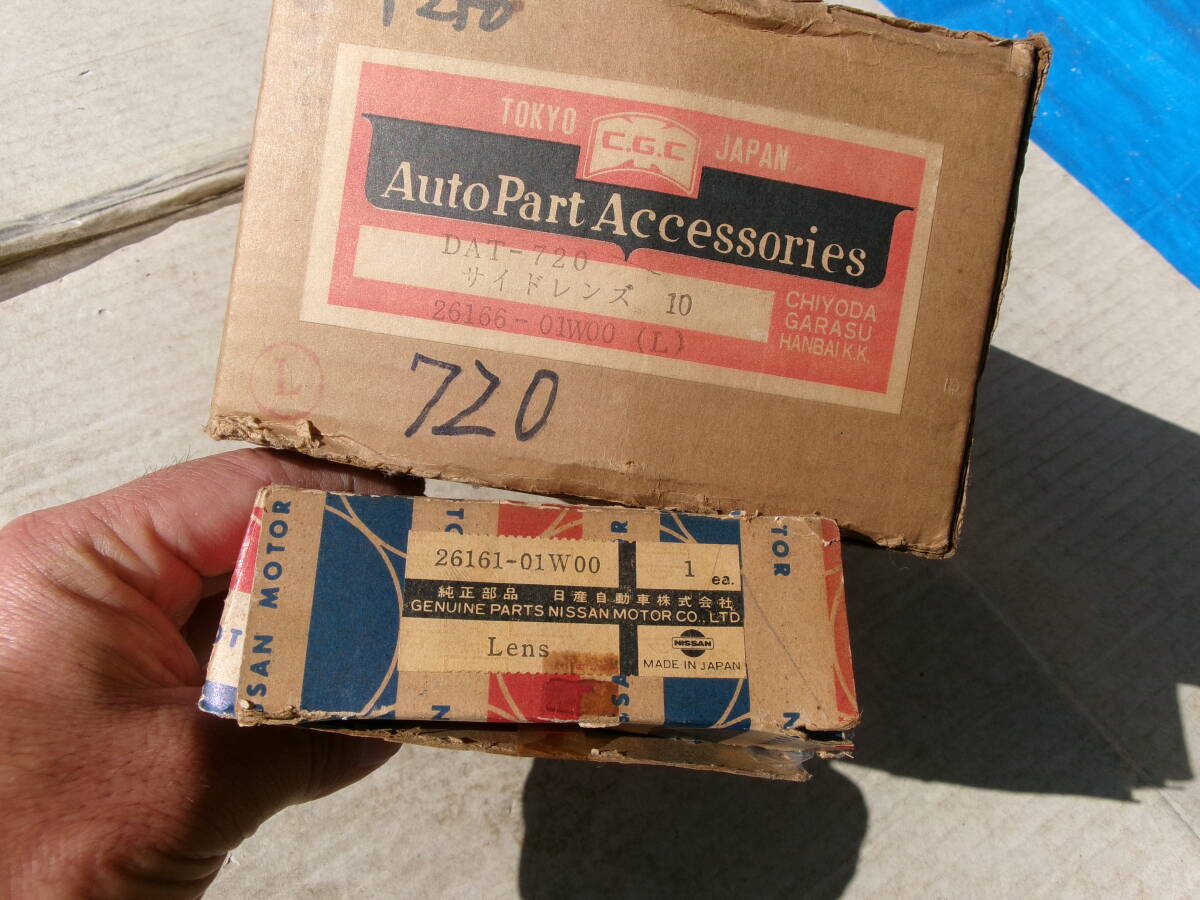 TOKYO C.G.C JAPAN
Auto Part Accessories
DAT-720
サイドレンズ 10
26166-01W00 (L)
CHIYODA
GARASU
HANBAI K.K.
L
720
NISSAN MOTOR
26161-01W00 1 ea.
純正部品 日産自動車株式会社
GENUINE PARTS NISSAN MOTOR CO., LTD.
Lens
NISSAN
MADE IN JAPAN